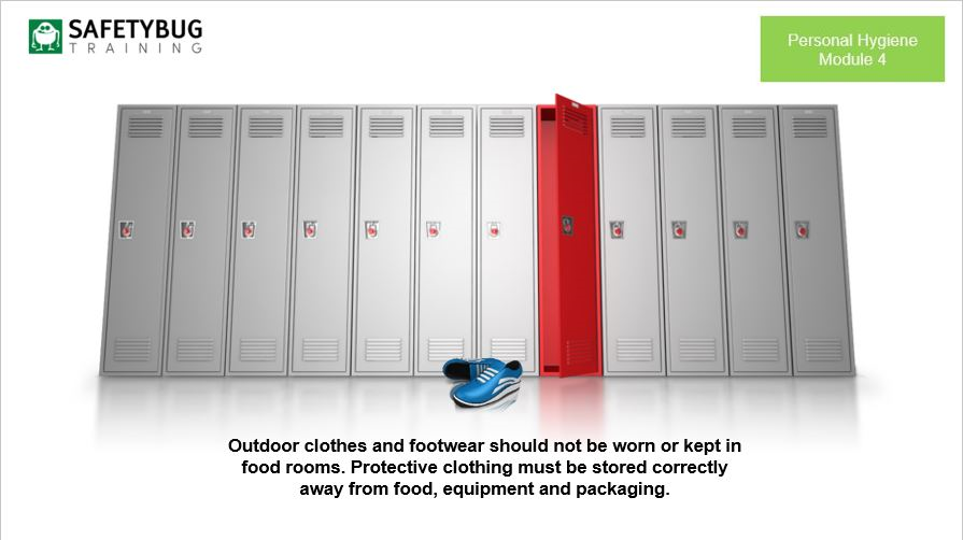 SAFETYBUG
TRAINING
Personal Hygiene
Module 4
Outdoor clothes and footwear should not be worn or kept in
food rooms. Protective clothing must be stored correctly
away from food, equipment and packaging.